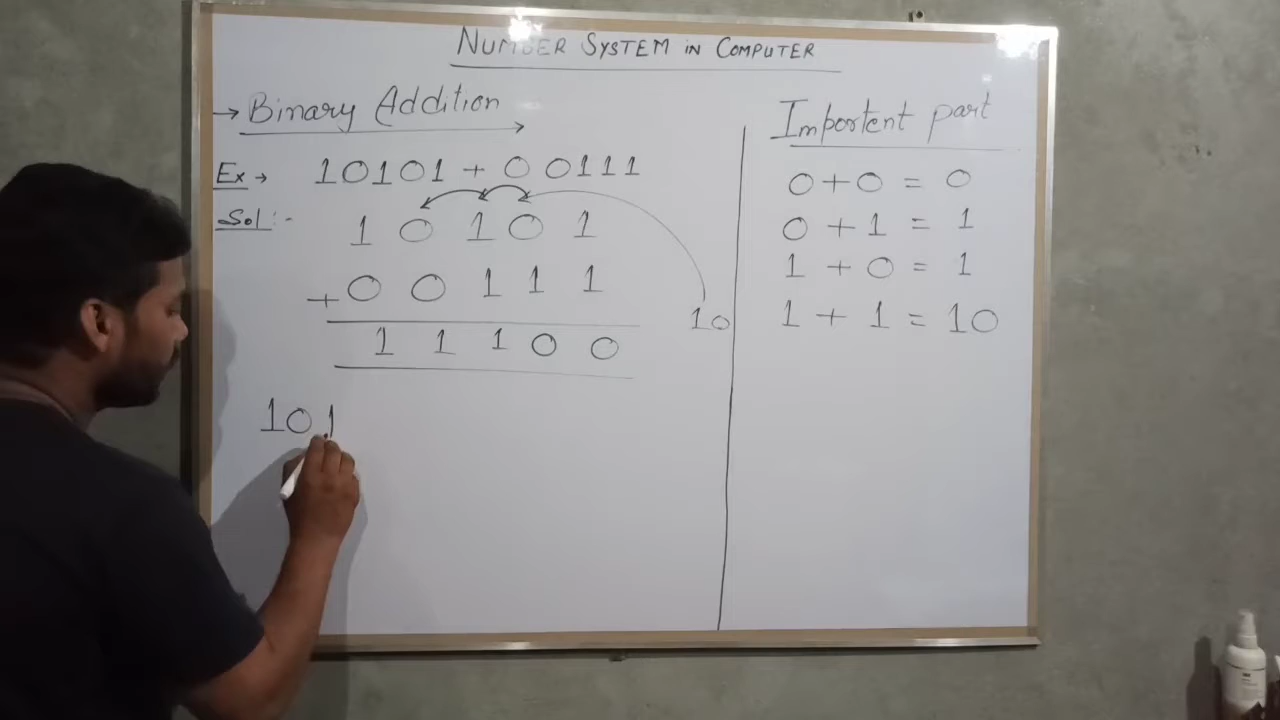 NUMBER SYSTEM IN COMPUTER
→ Binary Addition
Ex → 10101 + 00111
Sol :-
1 0 1 0 1
+ 0 0 1 1 1
1 1 1 0 0
10
101
Importent part
0 + 0 = 0
0 + 1 = 1
1 + 0 = 1
1 + 1 = 10